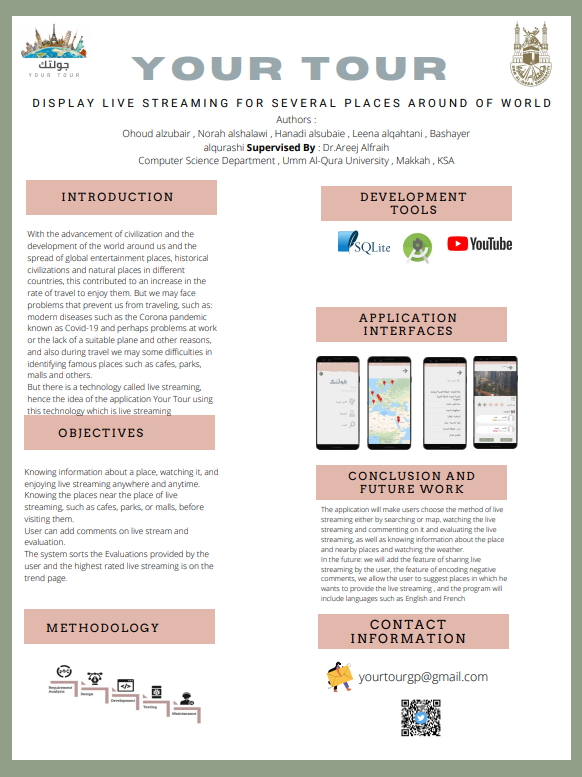 جولتك
YOUR TOUR
YOUR TOUR
DISPLAY LIVE STREAMING FOR SEVERAL PLACES AROUND OF WORLD
Authors :
Ohoud alzubair , Norah alshalawi , Hanadi alsubaie , Leena alqahtani , Bashayer
alqurashi Supervised By : Dr.Areej Alfraih
Computer Science Department , Umm Al-Qura University , Makkah , KSA
INTRODUCTION
With the advancement of civilization and the
development of the world around us and the
spread of global entertainment places, historical
civilizations and natural places in different
countries, this contributed to an increase in the
rate of travel to enjoy them. But we may face
problems that prevent us from traveling, such as:
modern diseases such as the Corona pandemic
known as Covid-19 and perhaps problems at work
or the lack of a suitable plane and other reasons,
and also during travel we may some difficulties in
identifying famous places such as cafes, parks,
malls and others.
But there is a technology called live streaming,
hence the idea of the application Your Tour using
this technology which is live streaming
OBJECTIVES
Knowing information about a place, watching it, and
enjoying live streaming anywhere and anytime.
Knowing the places near the place of live
streaming, such as cafes, parks, or malls, before
visiting them.
User can add comments on live stream and
evaluation.
The system sorts the Evaluations provided by the
user and the highest rated live streaming is on the
trend page.
METHODOLOGY
Requirement
Analysis
Design
Development
Testing
Maintenance
DEVELOPMENT
TOOLS
SQLite
YouTube
APPLICATION
INTERFACES
جولتك
CONCLUSION AND
FUTURE WORK
The application will make users choose the method of live
streaming either by searching or map, watching the live
streaming and commenting on it and evaluating the live
streaming, as well as knowing information about the place
and nearby places and watching the weather.
In the future: we will add the feature of sharing live
streaming by the user, the feature of encoding negative
comments, we allow the user to suggest places in which he
wants to provide the live streaming , and the program will
include languages such as English and French
CONTACT
INFORMATION
yourtourgp@gmail.com